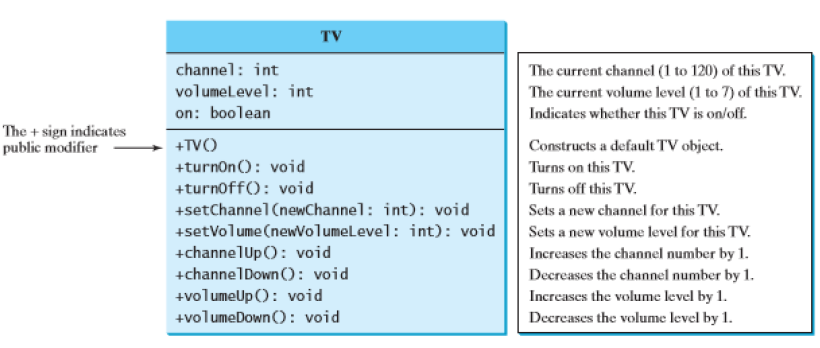 TV
channel: int
volumeLevel: int
on: boolean
The current channel (1 to 120) of this TV.
The current volume level (1 to 7) of this TV.
Indicates whether this TV is on/off.
The + sign indicates
public modifier
+TV()
+turnOn(): void
+turnOff(): void
+setChannel(newChannel: int): void
+setVolume(newVolumeLevel: int): void
+channelUp(): void
+channelDown(): void
+volumeUp(): void
+volumeDown(): void
Constructs a default TV object.
Turns on this TV.
Turns off this TV.
Sets a new channel for this TV.
Sets a new volume level for this TV.
Increases the channel number by 1.
Decreases the channel number by 1.
Increases the volume level by 1.
Decreases the volume level by 1.